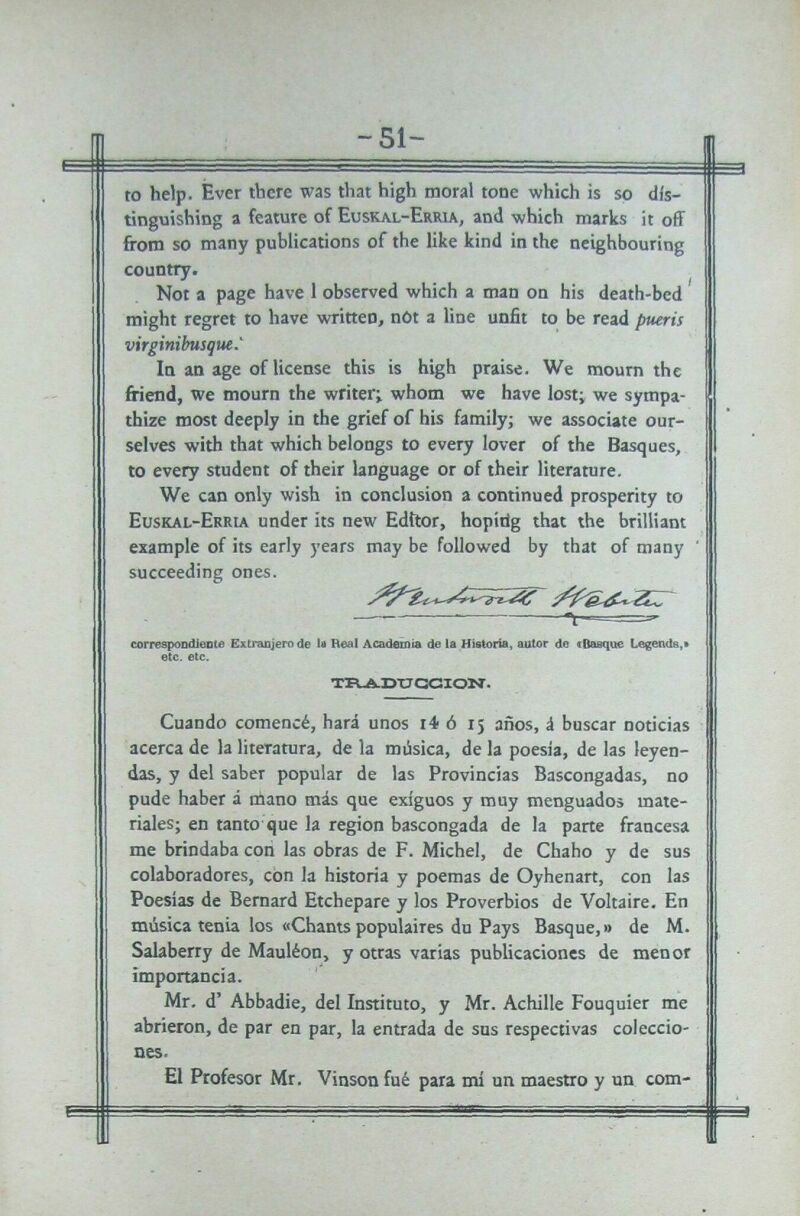 -51-
to help. Ever there was that high moral tone which is so dis-
tinguishing a feature of EUSKAL-ERRIA, and which marks it off
from so many publications of the like kind in the neighbouring
country.
Not a page have I observed which a man on his death-bed
might regret to have written, not a line unfit to be read pueris
virginibusque.
In an age of license this is high praise. We mourn the
friend, we mourn the writer; whom we have lost; we sympa-
thize most deeply in the grief of his family; we associate our-
selves with that which belongs to every lover of the Basques,
to every student of their language or of their literature.
We can only wish in conclusion a continued prosperity to
EUSKAL-ERRIA under its new Editor, hoping that the brilliant
example of its early years may be followed by that of many
succeeding ones.
Wentworth Webster
correspondiente Extranjero de la Real Academia de la Historia, autor de «Basque Legends,»
etc. etc.
TRADUCCION.
Cuando comencé, hará unos 14 ó 15 años, á buscar noticias
acerca de la literatura, de la música, de la poesía, de las leyen-
das, y del saber popular de las Provincias Bascongadas, no
pude haber á mano más que exíguos y muy menguados mate-
riales; en tanto que la region bascongada de la parte francesa
me brindaba con las obras de F. Michel, de Chaho y de sus
colaboradores, con la historia y poemas de Oyhenart, con las
Poesías de Bernard Etchepare y los Proverbios de Voltaire. En
música tenia los «Chants populaires du Pays Basque,» de M.
Salaberry de Mauléon, y otras varias publicaciones de menor
importancia.
Mr. d' Abbadie, del Instituto, y Mr. Achille Fouquier me
abrieron, de par en par, la entrada de sus respectivas coleccio-
nes.
El Profesor Mr. Vinson fué para mí un maestro y un com-